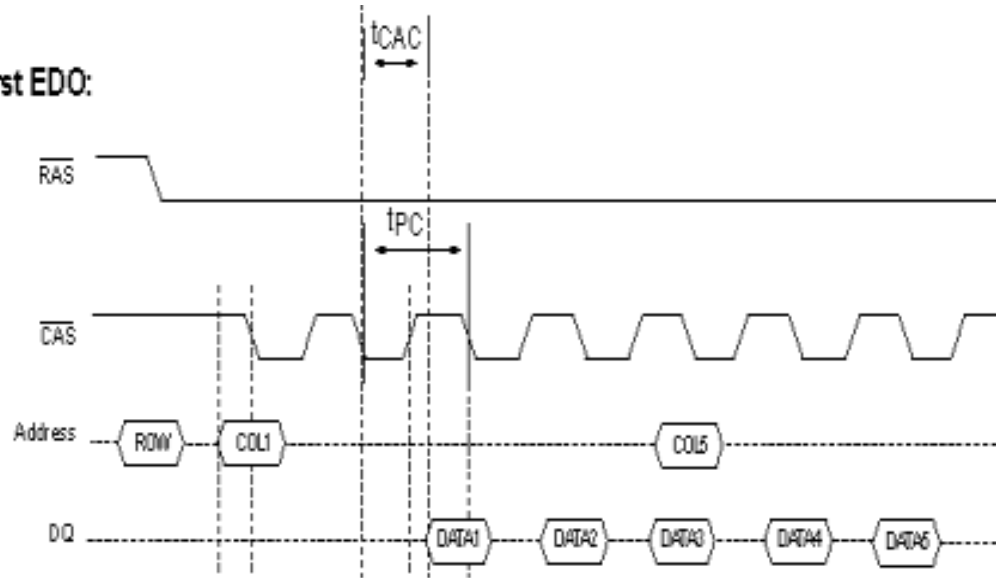 tCAC
rst EDO:
RAS
tPC
CAS
Address ROW COL1 COL5
DQ DATA1 DATA2 DATA3 DATA4 DATA5